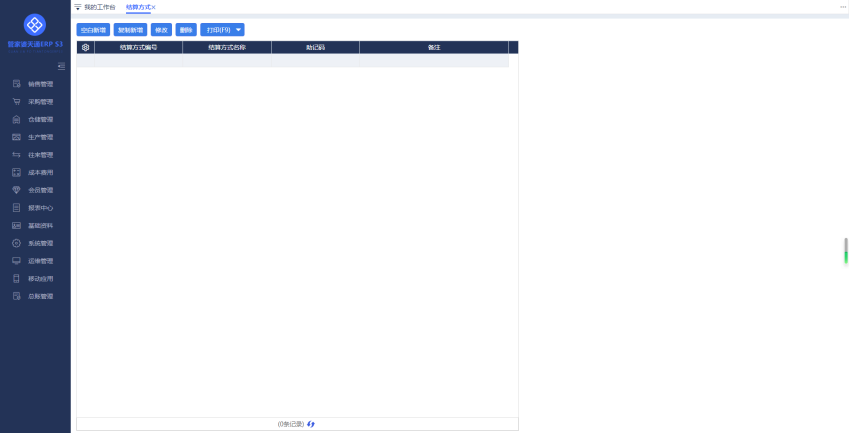 我的工作台 结算方式×
管家婆灵通ERP S3
空白新增 复制新增 修改 删除 打印(F9)
结算方式编号 结算方式名称 助记码 备注
销售管理
采购管理
仓储管理
生产管理
往来管理
成本费用
会员管理
报表中心
基础资料
系统管理
运维管理
移动应用
总账管理
(0条记录)